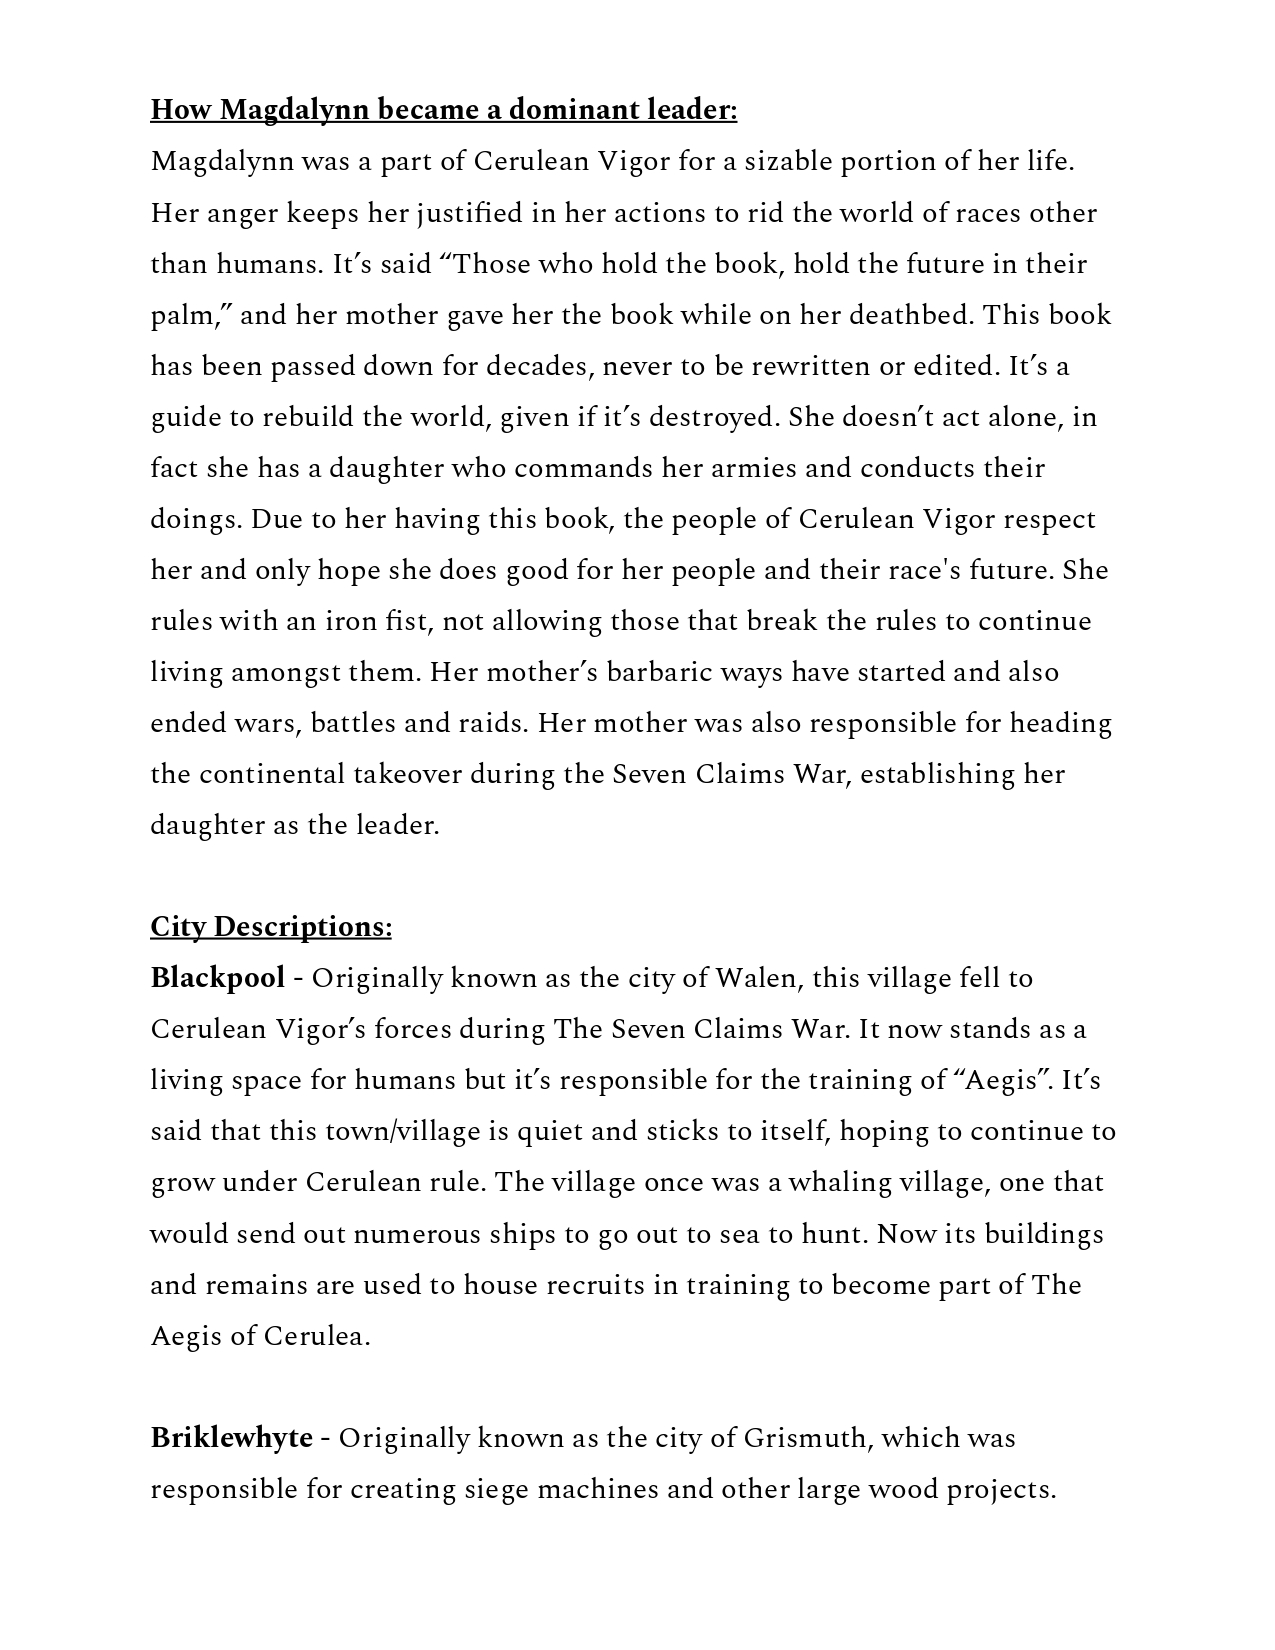 How Magdalynn became a dominant leader:
Magdalynn was a part of Cerulean Vigor for a sizable portion of her life.
Her anger keeps her justified in her actions to rid the world of races other
than humans. It’s said “Those who hold the book, hold the future in their
palm,” and her mother gave her the book while on her deathbed. This book
has been passed down for decades, never to be rewritten or edited. It’s a
guide to rebuild the world, given if it’s destroyed. She doesn’t act alone, in
fact she has a daughter who commands her armies and conducts their
doings. Due to her having this book, the people of Cerulean Vigor respect
her and only hope she does good for her people and their race's future. She
rules with an iron fist, not allowing those that break the rules to continue
living amongst them. Her mother’s barbaric ways have started and also
ended wars, battles and raids. Her mother was also responsible for heading
the continental takeover during the Seven Claims War, establishing her
daughter as the leader.
City Descriptions:
Blackpool - Originally known as the city of Walen, this village fell to
Cerulean Vigor’s forces during The Seven Claims War. It now stands as a
living space for humans but it’s responsible for the training of “Aegis”. It’s
said that this town/village is quiet and sticks to itself, hoping to continue to
grow under Cerulean rule. The village once was a whaling village, one that
would send out numerous ships to go out to sea to hunt. Now its buildings
and remains are used to house recruits in training to become part of The
Aegis of Cerulea.
Briklewhyte - Originally known as the city of Grismuth, which was
responsible for creating siege machines and other large wood projects.